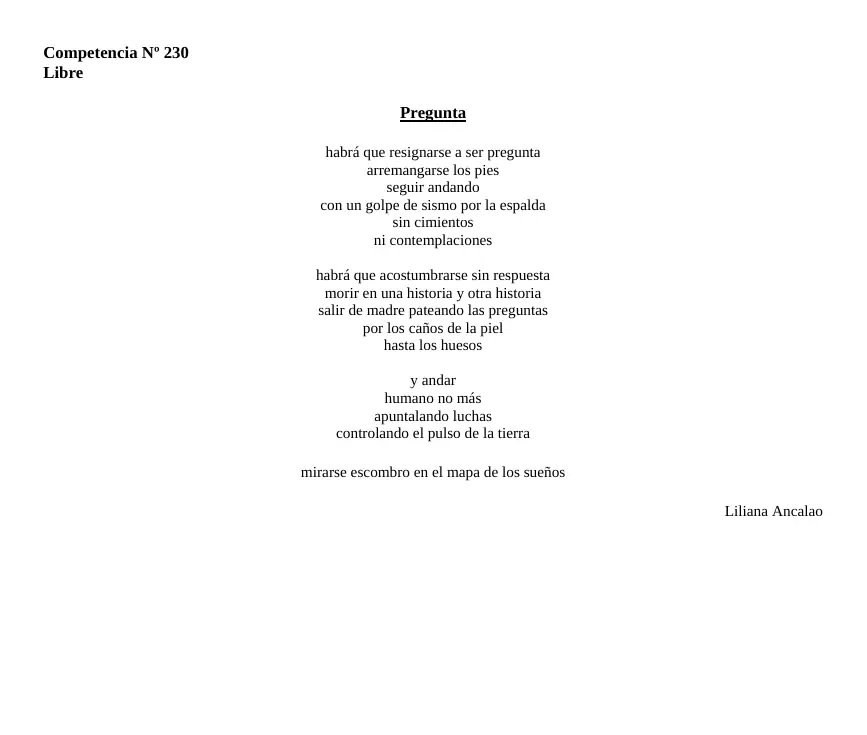 Competencia Nº 230
Libre
Pregunta
habrá que resignarse a ser pregunta
arremangarse los pies
seguir andando
con un golpe de sismo por la espalda
sin cimientos
ni contemplaciones
habrá que acostumbrarse sin respuesta
morir en una historia y otra historia
salir de madre pateando las preguntas
por los caños de la piel
hasta los huesos
y andar
humano no más
apuntalando luchas
controlando el pulso de la tierra
mirarse escombro en el mapa de los sueños
Liliana Ancalao